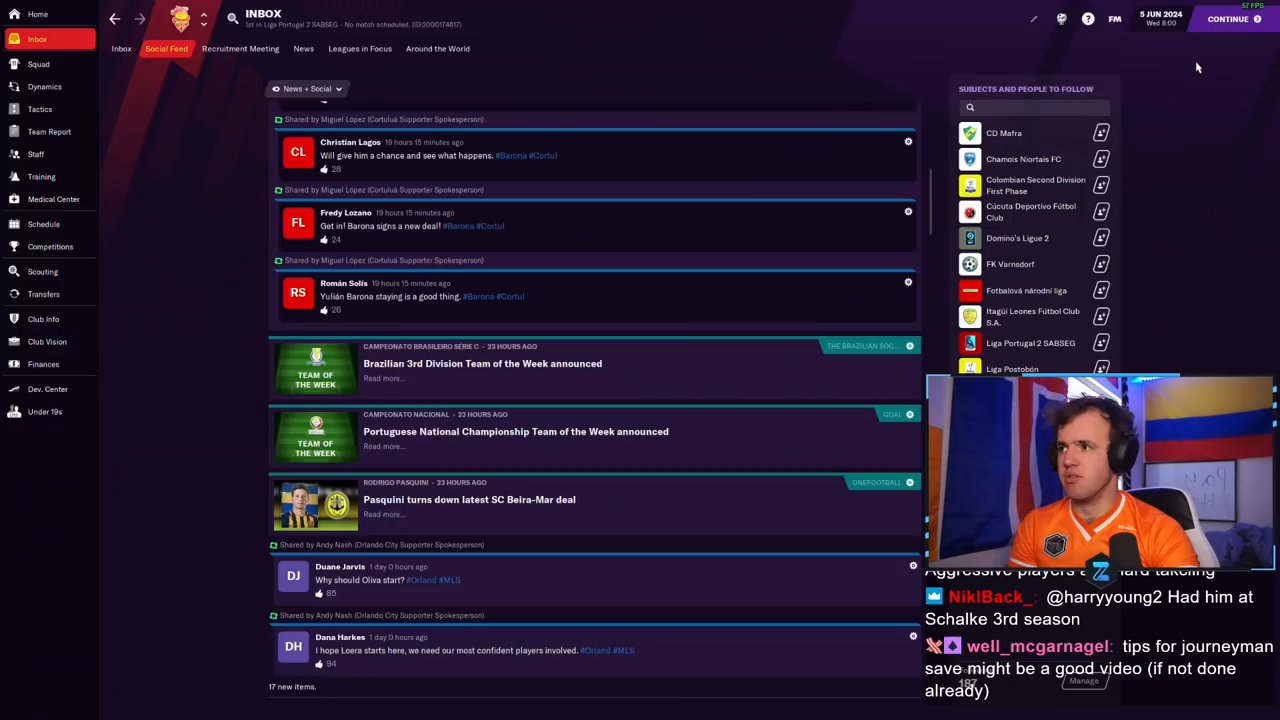 57 FPS
Home
INBOX
1st in Liga Portugal 2 SABSEG - No match scheduled. (ID:2000174617)
FM
5 JUN 2024
Wed 8:00
CONTINUE
Inbox
Squad
Dynamics
Tactics
Team Report
Staff
Training
Medical Center
Schedule
Competitions
Scouting
Transfers
Club Info
Club Vision
Finances
Dev. Center
Under 19s
Inbox
Social Feed
Recruitment Meeting
News
Leagues in Focus
Around the World
News + Social
Shared by Miguel López (Cortuluá Supporter Spokesperson)
CL
Christian Lagos 19 hours 15 minutes ago
Will give him a chance and see what happens. #Barona #Cortul
28
Shared by Miguel López (Cortuluá Supporter Spokesperson)
FL
Fredy Lozano 19 hours 15 minutes ago
Get in! Barona signs a new deal! #Barona #Cortul
24
Shared by Miguel López (Cortuluá Supporter Spokesperson)
RS
Román Solís 19 hours 15 minutes ago
Yulián Barona staying is a good thing. #Barona #Cortul
26
TEAM OF
THE WEEK
CAMPEONATO BRASILEIRO SÉRIE C - 23 HOURS AGO
THE BRAZILIAN SOC...
Brazilian 3rd Division Team of the Week announced
Read more...
TEAM OF
THE WEEK
CAMPEONATO NACIONAL - 23 HOURS AGO
GOAL
Portuguese National Championship Team of the Week announced
Read more...
RODRIGO PASQUINI - 23 HOURS AGO
ONEFOOTBALL
Pasquini turns down latest SC Beira-Mar deal
Read more...
Shared by Andy Nash (Orlando City Supporter Spokesperson)
DJ
Duane Jarvis 1 day 0 hours ago
Why should Oliva start? #Orland #MLS
85
Shared by Andy Nash (Orlando City Supporter Spokesperson)
DH
Dana Harkes 1 day 0 hours ago
I hope Loera starts here, we need our most confident players involved. #Orland #MLS
94
17 new items.
SUBJECTS AND PEOPLE TO FOLLOW
CD Mafra
Chamois Niortais FC
Colombian Second Division
First Phase
Cúcuta Deportivo Fútbol
Club
Domino's Ligue 2
FK Varnsdorf
Fotbalová národní liga
Itagüí Leones Fútbol Club
S.A.
Liga Portugal 2 SABSEG
Liga Postobón
Aggressive players a
hard tackling
NiklBack_: @harryyoung2 Had him at
Schalke 3rd season
well_mcgarnagel: tips for journeyman
save might be a good video (if not done
already)
187
Manage